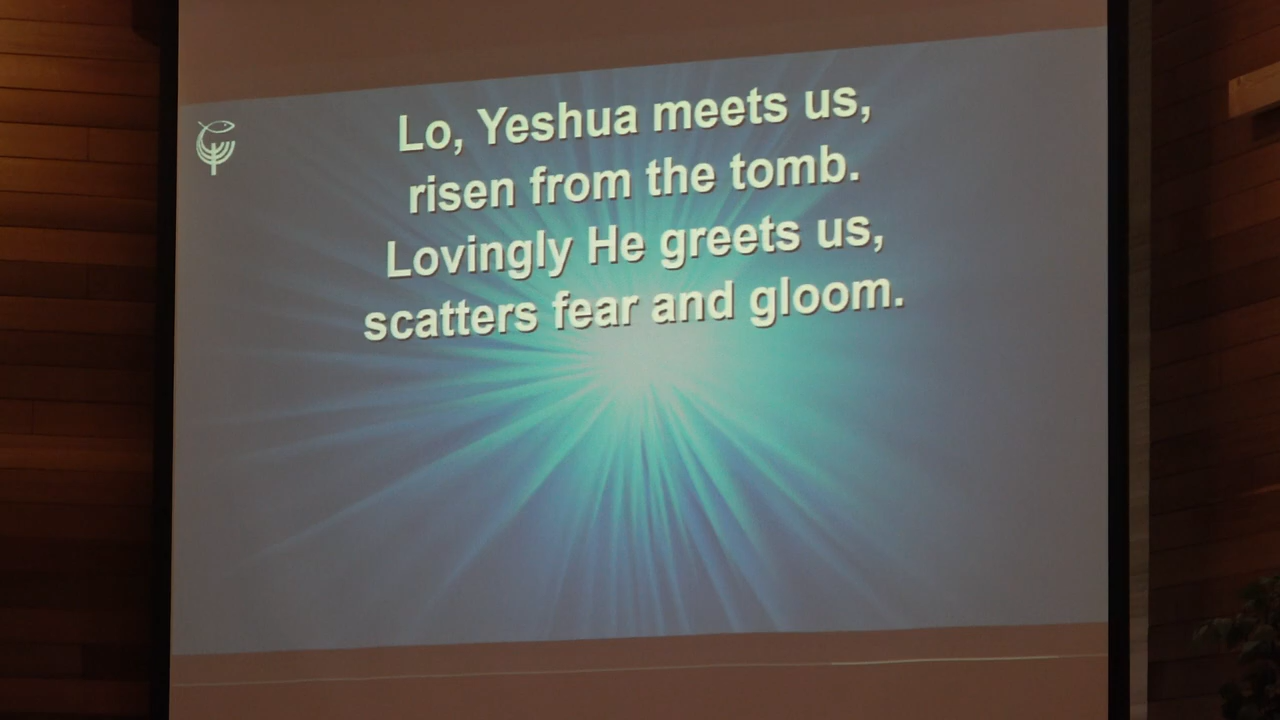 Lo, Yeshua meets us,
risen from the tomb.
Lovingly He greets us,
scatters fear and gloom.